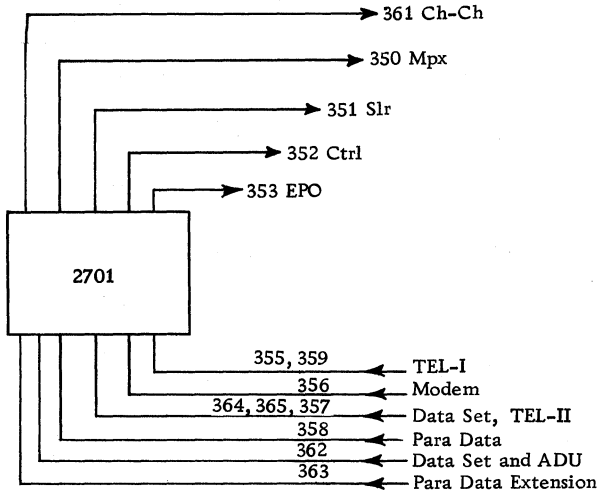 361 Ch-Ch
350 Mpx
351 Slr
352 Ctrl
353 EPO
2701
355, 359 TEL-I
356 Modem
364, 365, 357 Data Set, TEL-II
358 Para Data
362 Data Set and ADU
363 Para Data Extension